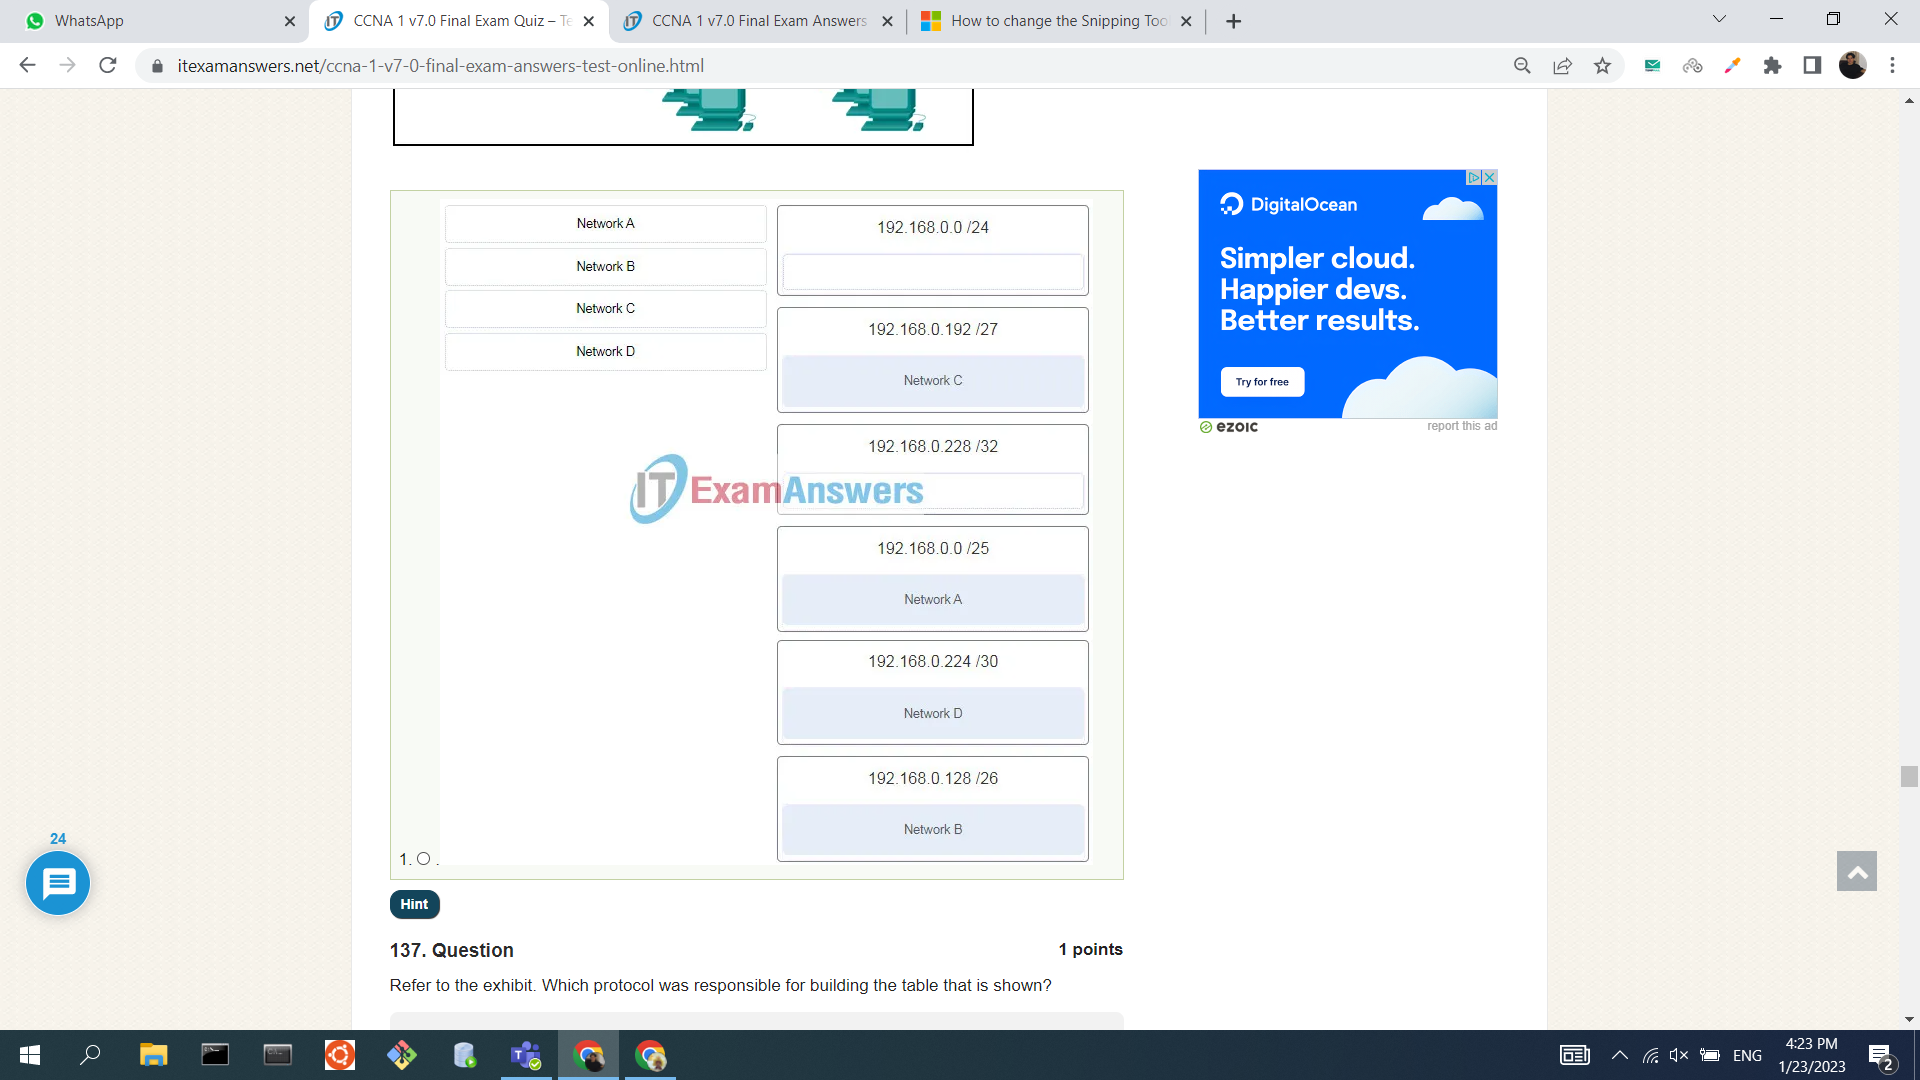 WhatsApp
CCNA 1 v7.0 Final Exam Quiz – Te
CCNA 1 v7.0 Final Exam Answers
How to change the Snipping Too
itexamanswers.net/ccna-1-v7-0-final-exam-answers-test-online.html
Network A
Network B
Network C
Network D
192.168.0.0 /24
192.168.0.192 /27
Network C
192.168.0.228 /32
ITExamAnswers
192.168.0.0 /25
Network A
192.168.0.224 /30
Network D
192.168.0.128 /26
Network B
1. .
DigitalOcean
Simpler cloud.
Happier devs.
Better results.
Try for free
ezoic
report this ad
24
Hint
137. Question
1 points
Refer to the exhibit. Which protocol was responsible for building the table that is shown?
ENG
4:23 PM
1/23/2023
2